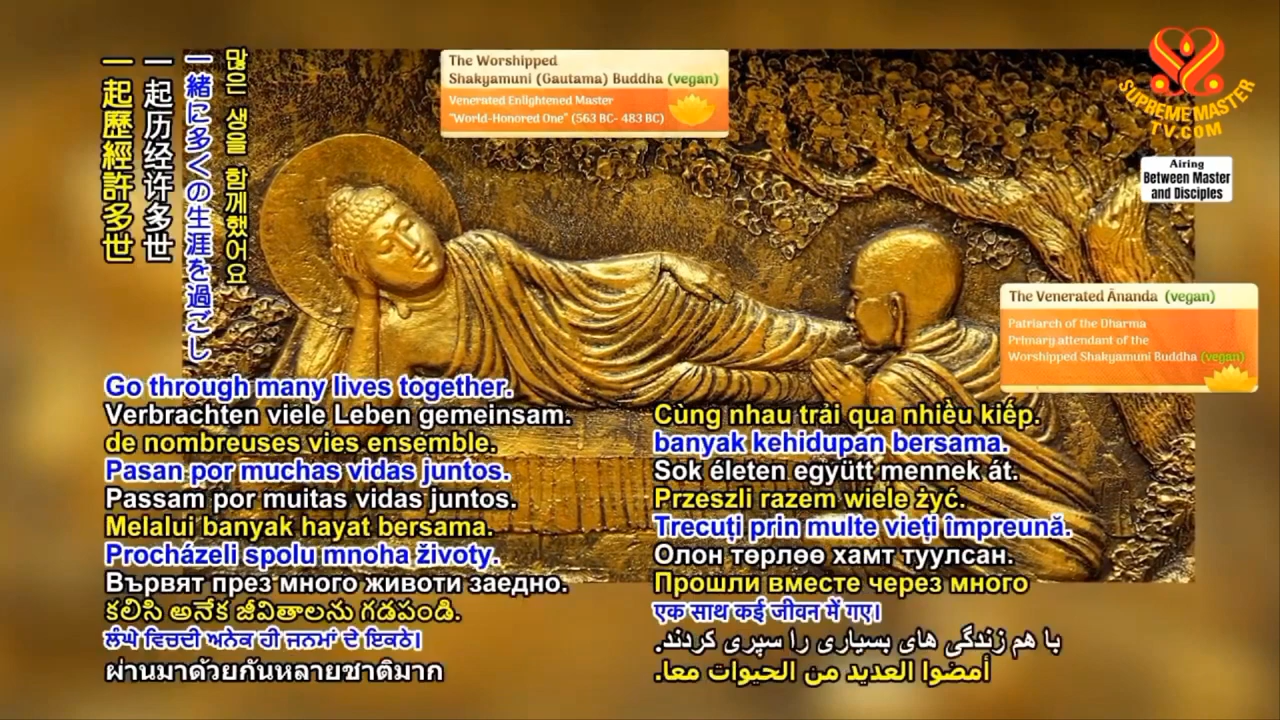 많은 생을 함께했어요
一緒に多くの生涯を過ごし
一起历经许多世
一起歷經許多世
The Worshipped
Shakyamuni (Gautama) Buddha (vegan)
Venerated Enlightened Master
"World-Honored One" (563 BC- 483 BC)
SUPREME MASTER
TV.COM
Airing
Between Master
and Disciples
The Venerated Ānanda (vegan)
Patriarch of the Dharma
Primary attendant of the
Worshipped Shakyamuni Buddha (vegan)
Go through many lives together.
Verbrachten viele Leben gemeinsam.
de nombreuses vies ensemble.
Pasan por muchas vidas juntos.
Passam por muitas vidas juntos.
Melalui banyak hayat bersama.
Procházeli spolu mnoha životy.
Вървят през много животи заедно.
కలిసి అనేక జీవితాలను గడపండి.
ਲੰਘੇ ਵਿਚਦੀ ਅਨੇਕ ਹੀ ਜਨਮਾਂ ਦੇ ਇਕਠੇ।
ผ่านมาด้วยกันหลายชาติมาก
Cùng nhau trải qua nhiều kiếp.
banyak kehidupan bersama.
Sok életen együtt mennek át.
Przeszli razem wiele żyć.
Trecuți prin multe vieți împreună.
Олон төрлөө хамт туулсан.
Прошли вместе через много
एक साथ कई जीवन में गए।
با هم زندگی های بسیاری را سپری کردند.
أمضوا العديد من الحيوات معا.